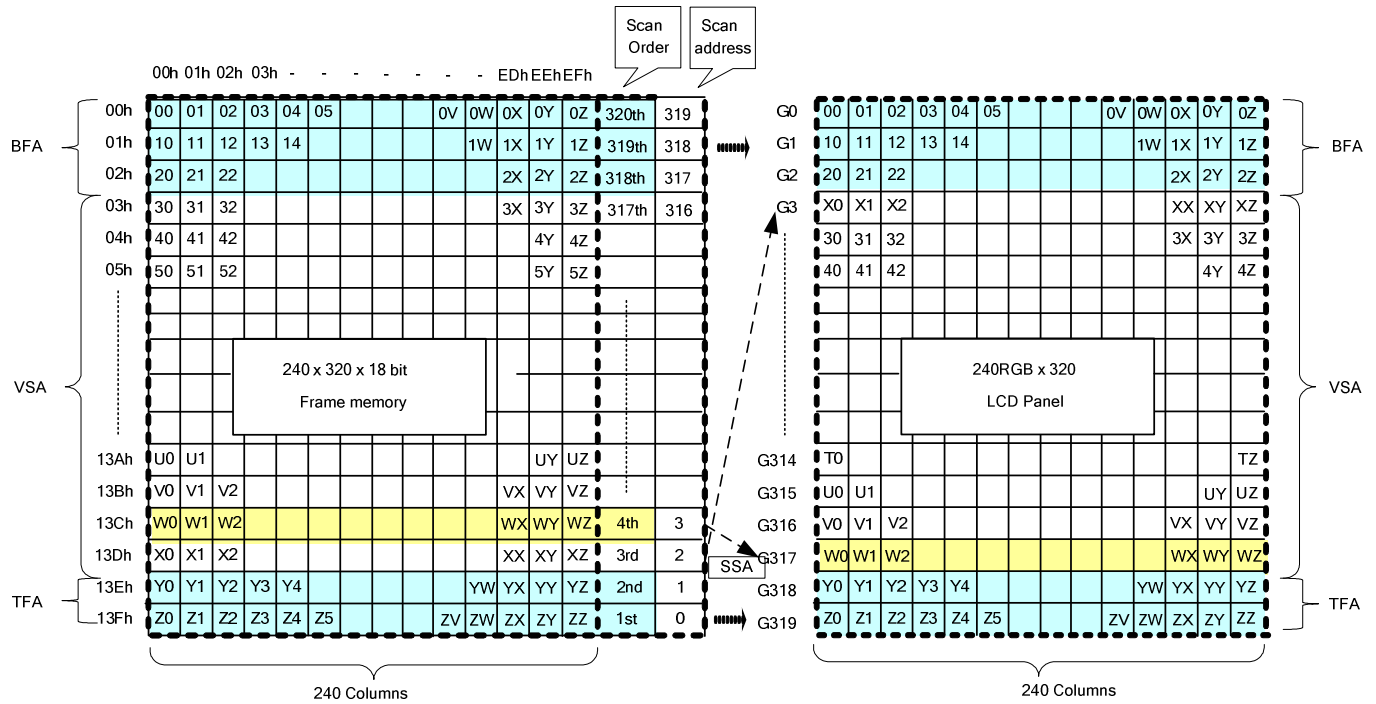 Scan Order
Scan address
00h 01h 02h 03h - - - - - - - EDh EEh EFh
00h 00 01 02 03 04 05 0V 0W 0X 0Y 0Z 320th 319
01h 10 11 12 13 14 1W 1X 1Y 1Z 319th 318
02h 20 21 22 2X 2Y 2Z 318th 317
03h 30 31 32 3X 3Y 3Z 317th 316
04h 40 41 42 4Y 4Z
05h 50 51 52 5Y 5Z
BFA
VSA
TFA
240 x 320 x 18 bit
Frame memory
13Ah U0 U1 UY UZ
13Bh V0 V1 V2 VX VY VZ
13Ch W0 W1 W2 WX WY WZ 4th 3
13Dh X0 X1 X2 XX XY XZ 3rd 2
13Eh Y0 Y1 Y2 Y3 Y4 YW YX YY YZ 2nd 1
13Fh Z0 Z1 Z2 Z3 Z4 Z5 ZV ZW ZX ZY ZZ 1st 0
240 Columns
SSA
G0 00 01 02 03 04 05 0V 0W 0X 0Y 0Z
G1 10 11 12 13 14 1W 1X 1Y 1Z
G2 20 21 22 2X 2Y 2Z
G3 X0 X1 X2 XX XY XZ
30 31 32 3X 3Y 3Z
40 41 42 4Y 4Z
240RGB x 320
LCD Panel
G314 T0 TZ
G315 U0 U1 UY UZ
G316 V0 V1 V2 VX VY VZ
G317 W0 W1 W2 WX WY WZ
G318 Y0 Y1 Y2 Y3 Y4 YW YX YY YZ
G319 Z0 Z1 Z2 Z3 Z4 Z5 ZV ZW ZX ZY ZZ
BFA
VSA
TFA
240 Columns